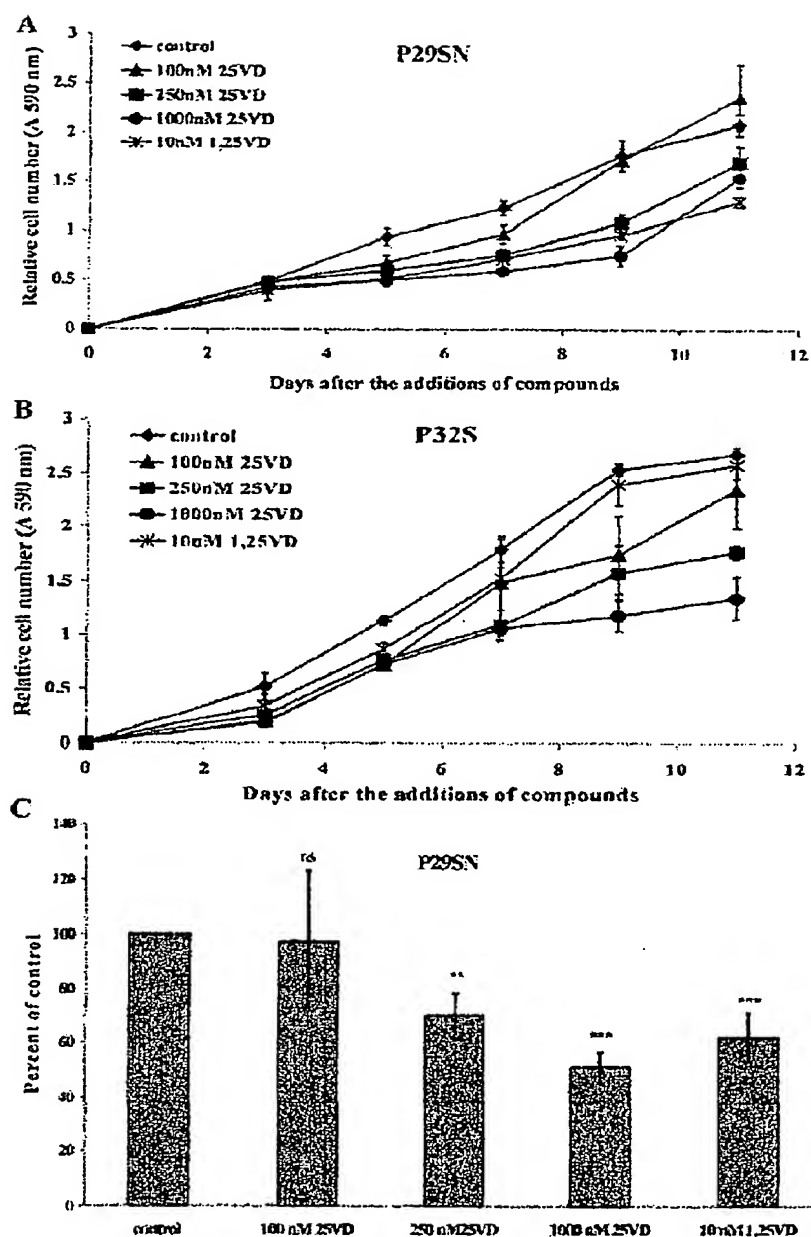 A
control
100nM 25VD
250nM 25VD
1000nM 25VD
10nM 1,25VD
P29SN
Relative cell number (A 590 nm)
3
2.5
2
1.5
1
0.5
0
0 2 4 6 8 10 12
Days after the additions of compounds
B
control
100nM 25VD
250nM 25VD
1000nM 25VD
10nM 1,25VD
P32S
Relative cell number (A 590 nm)
3
2.5
2
1.5
1
0.5
0
0 2 4 6 8 10 12
Days after the additions of compounds
C
P29SN
Percent of control
140
120
100
80
60
40
20
0
ns
**
***
***
control 100 nM 25VD 250 nM25VD 1000 nM.25VD 10 nM 1,25VD